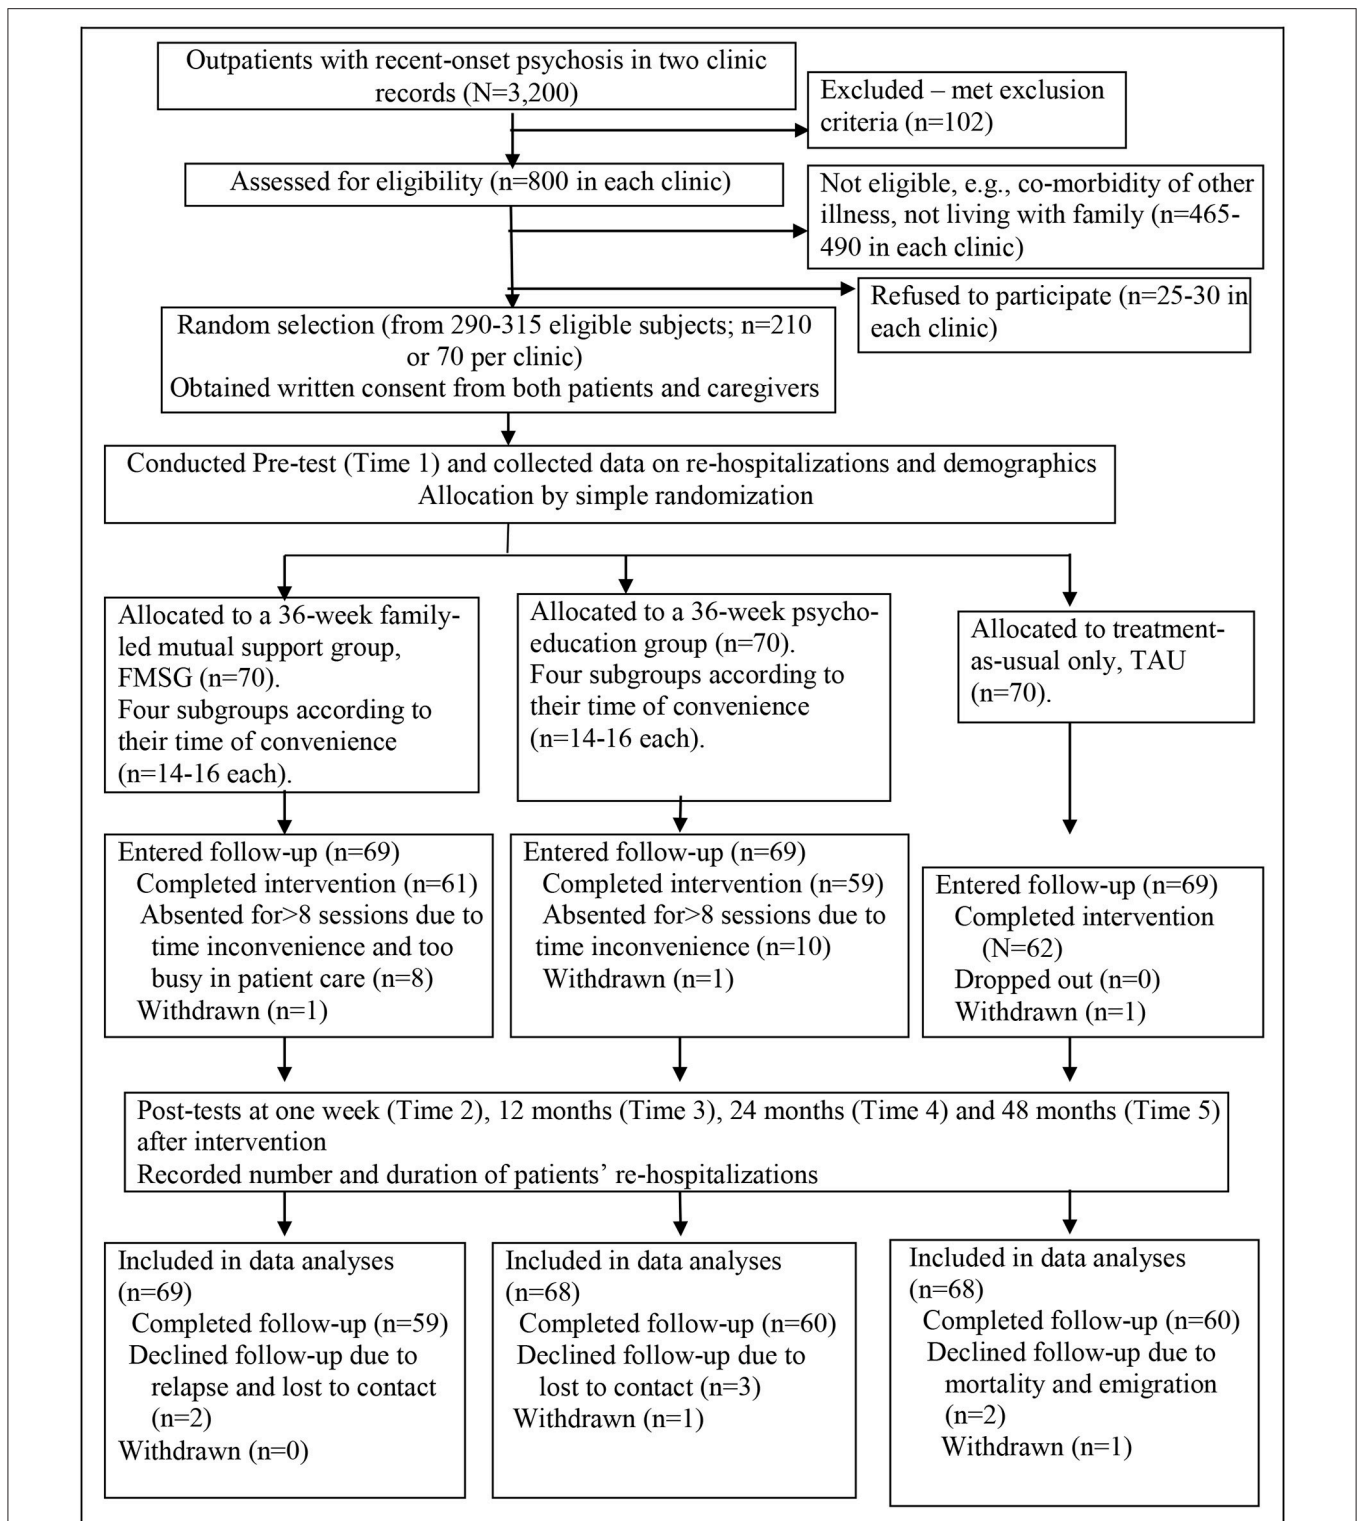 Outpatients with recent-onset psychosis in two clinic
records (N=3,200)
Excluded – met exclusion
criteria (n=102)
Assessed for eligibility (n=800 in each clinic)
Not eligible, e.g., co-morbidity of other
illness, not living with family (n=465-
490 in each clinic)
Refused to participate (n=25-30 in
each clinic)
Random selection (from 290-315 eligible subjects; n=210
or 70 per clinic)
Obtained written consent from both patients and caregivers
Conducted Pre-test (Time 1) and collected data on re-hospitalizations and demographics
Allocation by simple randomization
Allocated to a 36-week family-
led mutual support group,
FMSG (n=70).
Four subgroups according to
their time of convenience
(n=14-16 each).
Allocated to a 36-week psycho-
education group (n=70).
Four subgroups according to
their time of convenience
(n=14-16 each).
Allocated to treatment-
as-usual only, TAU
(n=70).
Entered follow-up (n=69)
Completed intervention (n=61)
Absented for>8 sessions due to
time inconvenience and too
busy in patient care (n=8)
Withdrawn (n=1)
Entered follow-up (n=69)
Completed intervention (n=59)
Absented for>8 sessions due to
time inconvenience (n=10)
Withdrawn (n=1)
Entered follow-up (n=69)
Completed intervention
(N=62)
Dropped out (n=0)
Withdrawn (n=1)
Post-tests at one week (Time 2), 12 months (Time 3), 24 months (Time 4) and 48 months (Time 5)
after intervention
Recorded number and duration of patients’ re-hospitalizations
Included in data analyses
(n=69)
Completed follow-up (n=59)
Declined follow-up due to
relapse and lost to contact
(n=2)
Withdrawn (n=0)
Included in data analyses
(n=68)
Completed follow-up (n=60)
Declined follow-up due to
lost to contact (n=3)
Withdrawn (n=1)
Included in data analyses
(n=68)
Completed follow-up (n=60)
Declined follow-up due to
mortality and emigration
(n=2)
Withdrawn (n=1)